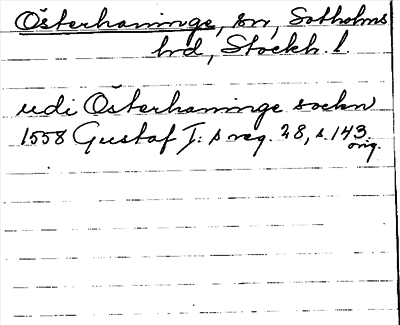 Österhaninge, sn, Sotholms
hd, Stockh. l.
udi Österhaninge sockn
1558 Gustaf I:s reg. 28, s. 143
orig.